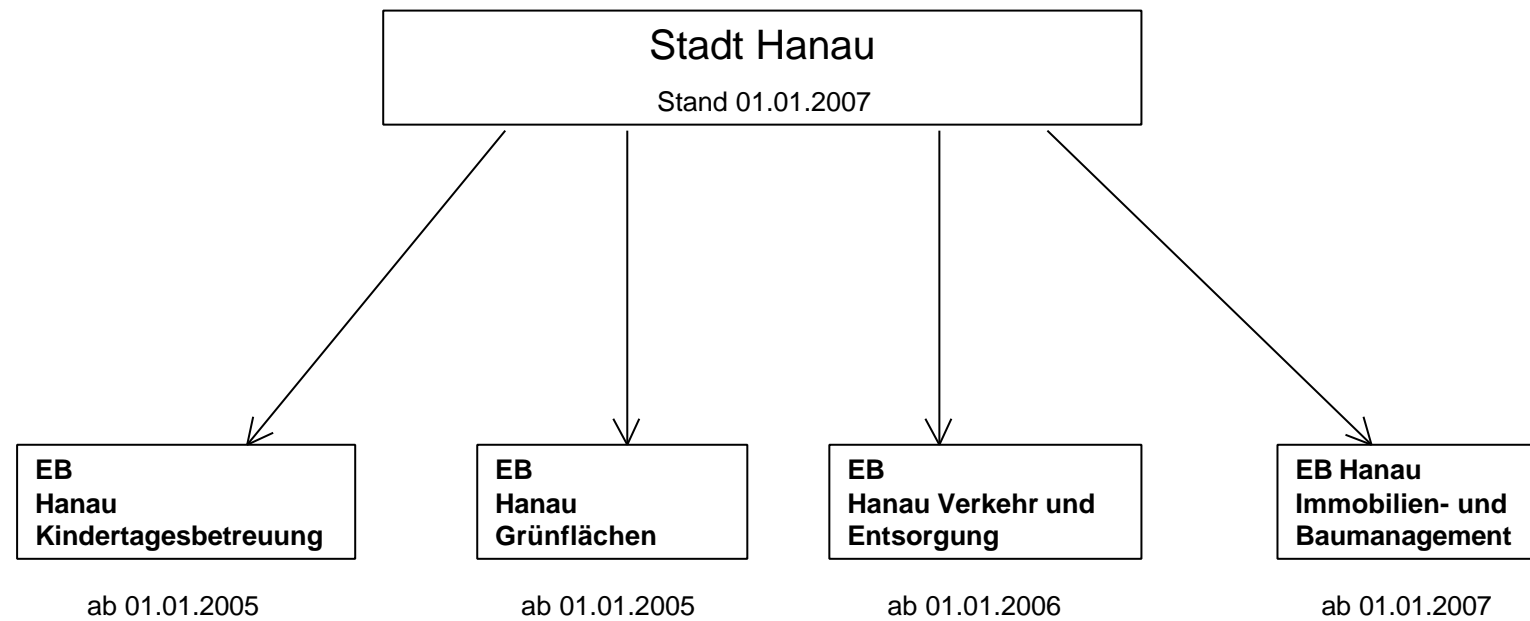 Stadt Hanau
Stand 01.01.2007
EB
Hanau
Kindertagesbetreuung
ab 01.01.2005
EB
Hanau
Grünflächen
ab 01.01.2005
EB
Hanau Verkehr und
Entsorgung
ab 01.01.2006
EB Hanau
Immobilien- und
Baumanagement
ab 01.01.2007